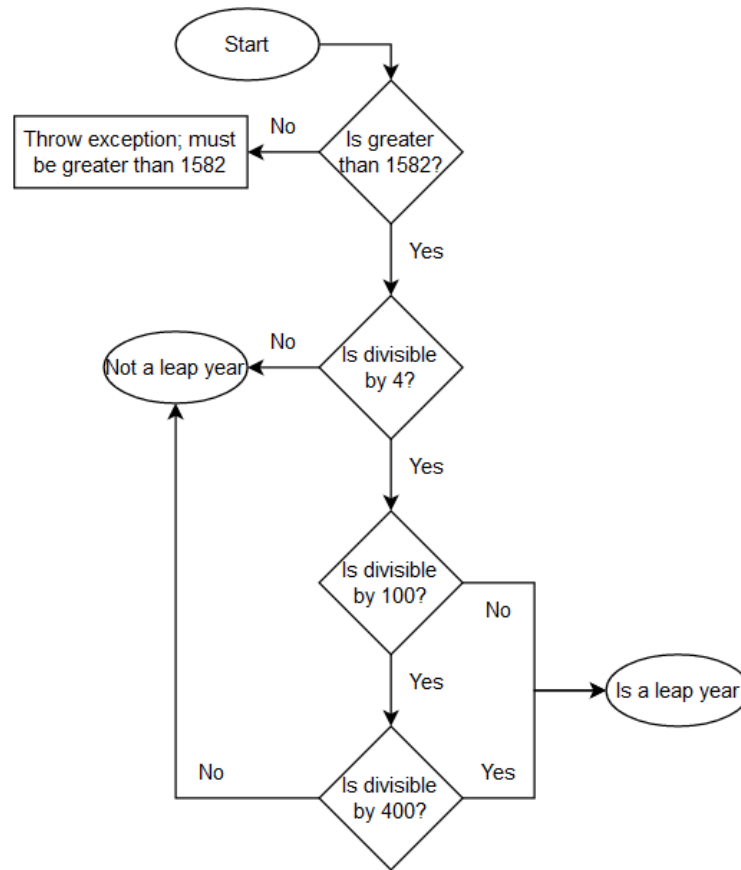 Start
Throw exception; must
be greater than 1582
No
Is greater
than 1582?
Yes
Not a leap year
No
Is divisible
by 4?
Yes
Is divisible
by 100?
No
Yes
Is a leap year
No
Is divisible
by 400?
Yes